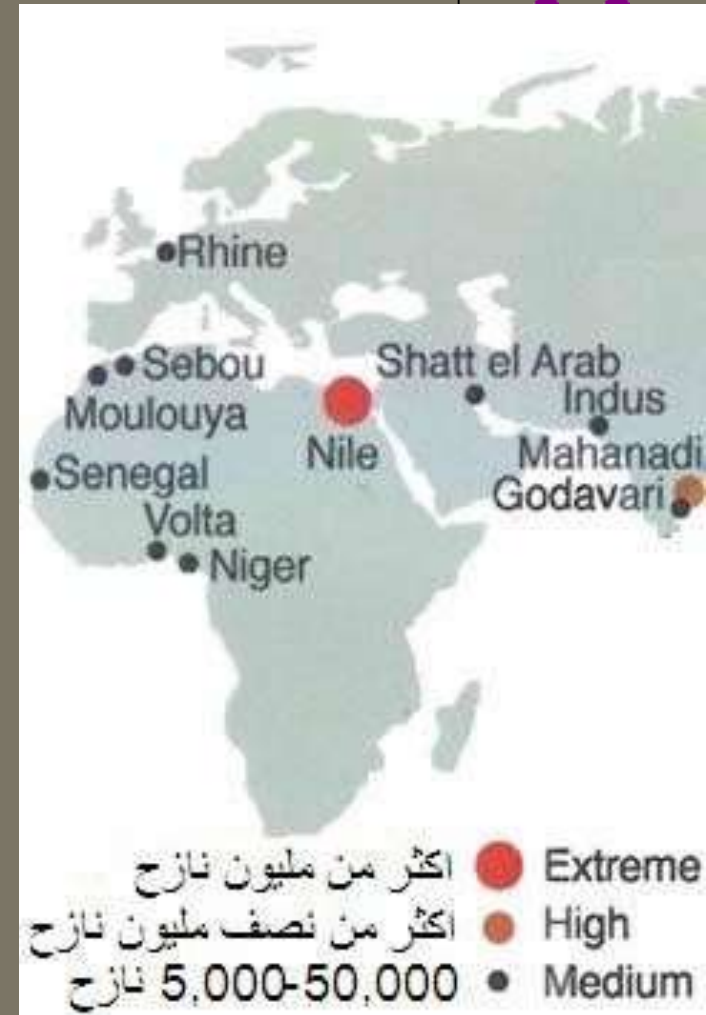 Rhine
Sebou
Shatt el Arab
Moulouya
Indus
Nile
Mahanadi
Senegal
Godavari
Volta
Niger
اكثر من مليون نازح Extreme
اكثر من نصف مليون نازح High
5,000-50,000 نازح Medium